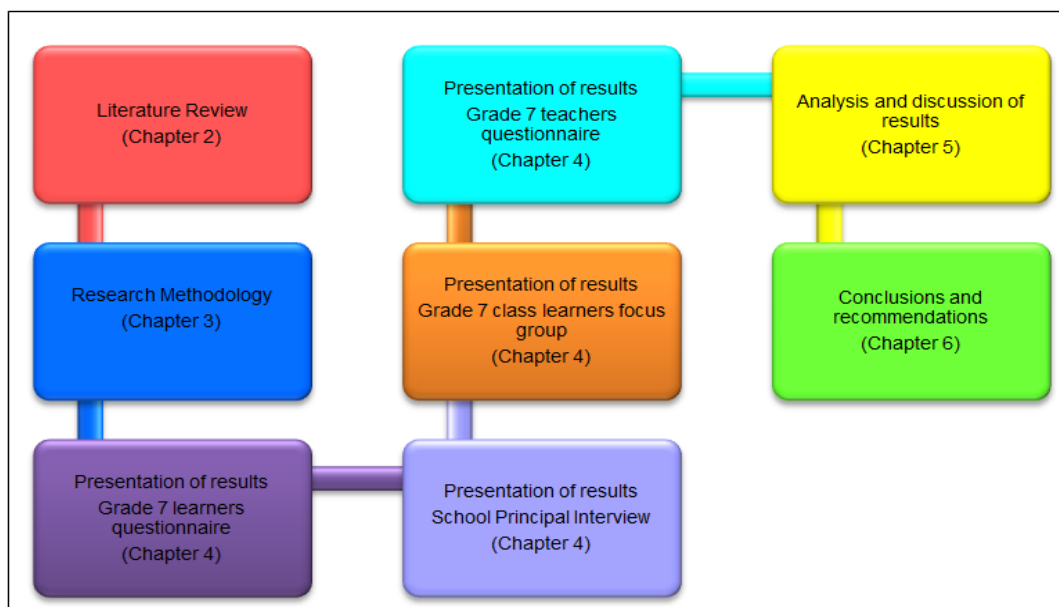 Literature Review
(Chapter 2)
Research Methodology
(Chapter 3)
Presentation of results
Grade 7 learners
questionnaire
(Chapter 4)
Presentation of results
School Principal Interview
(Chapter 4)
Presentation of results
Grade 7 class learners focus
group
(Chapter 4)
Presentation of results
Grade 7 teachers
questionnaire
(Chapter 4)
Analysis and discussion of
results
(Chapter 5)
Conclusions and
recommendations
(Chapter 6)